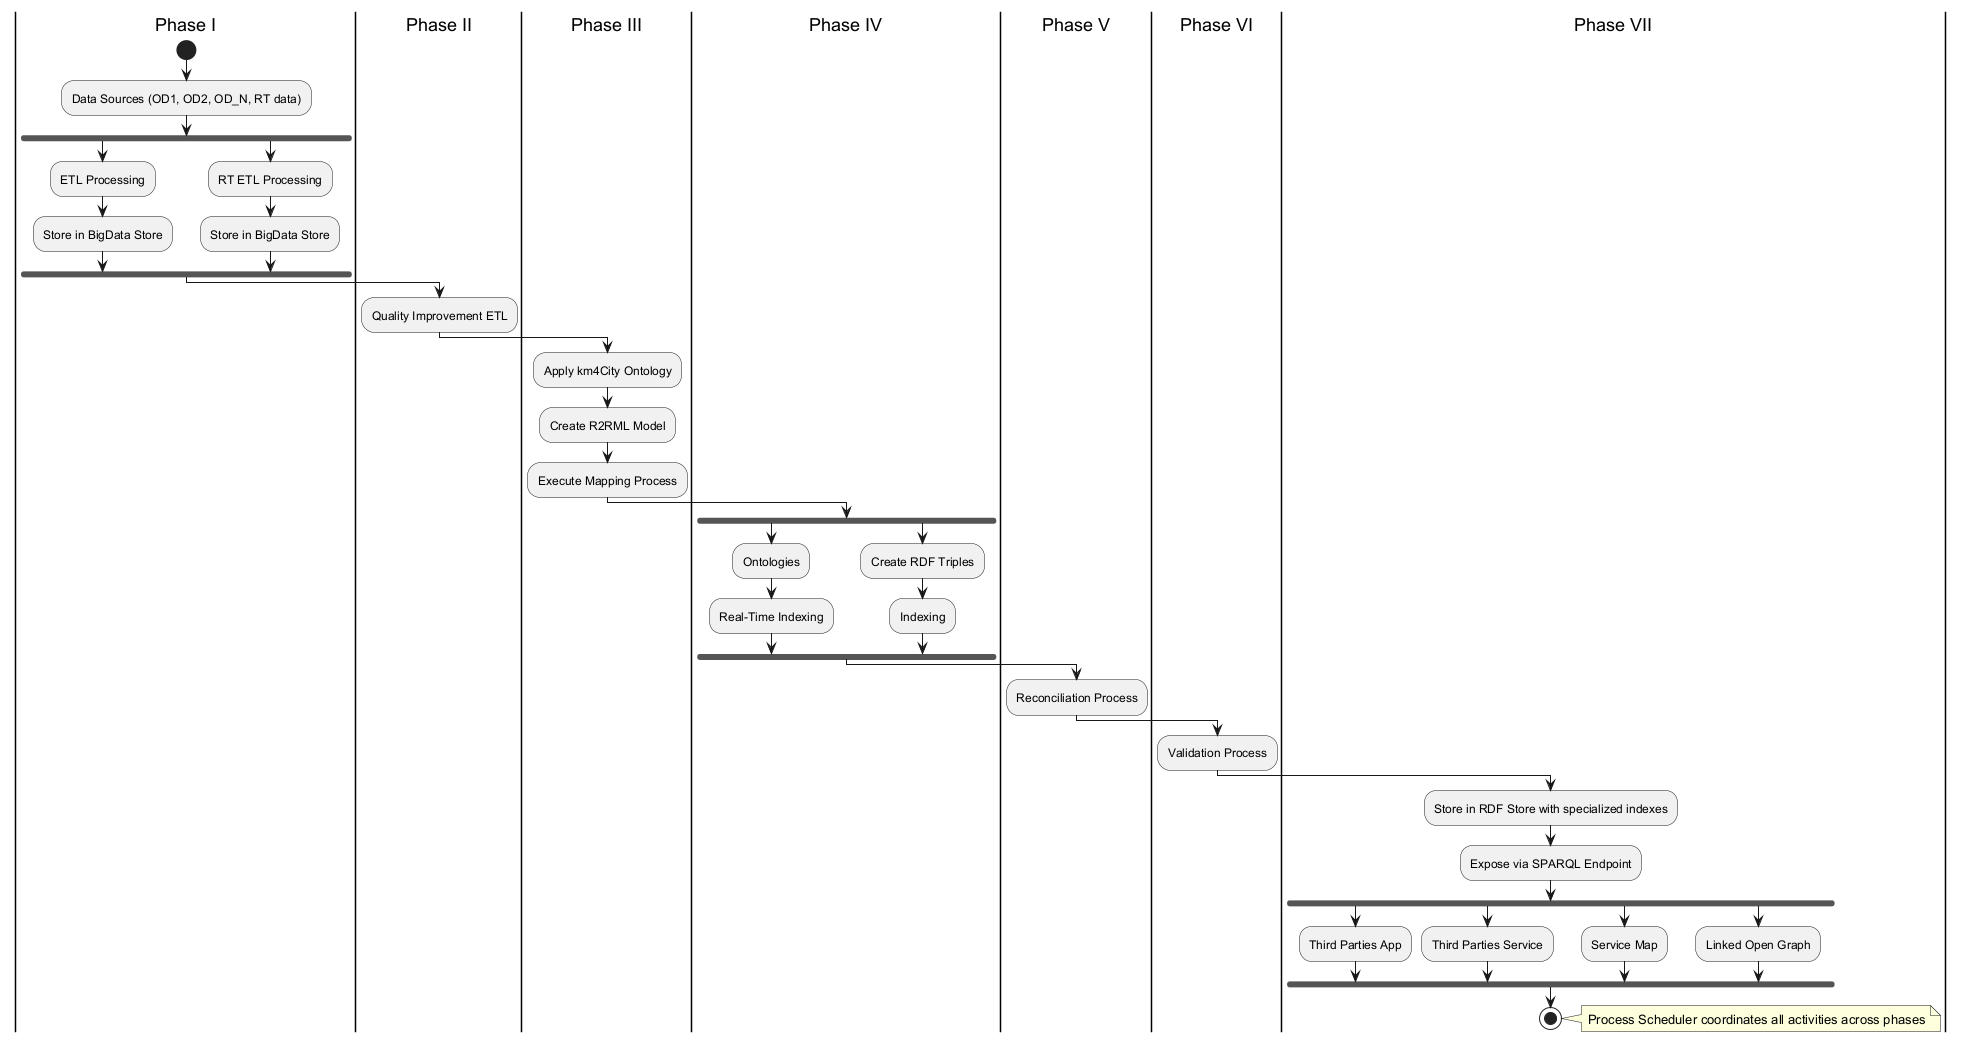 Phase I
Phase II
Phase III
Phase IV
Phase V
Phase VI
Phase VII
Data Sources (OD1, OD2, OD_N, RT data)
ETL Processing
RT ETL Processing
Store in BigData Store
Store in BigData Store
Quality Improvement ETL
Apply km4City Ontology
Create R2RML Model
Execute Mapping Process
Ontologies
Create RDF Triples
Real-Time Indexing
Indexing
Reconciliation Process
Validation Process
Store in RDF Store with specialized indexes
Expose via SPARQL Endpoint
Third Parties App
Third Parties Service
Service Map
Linked Open Graph
Process Scheduler coordinates all activities across phases